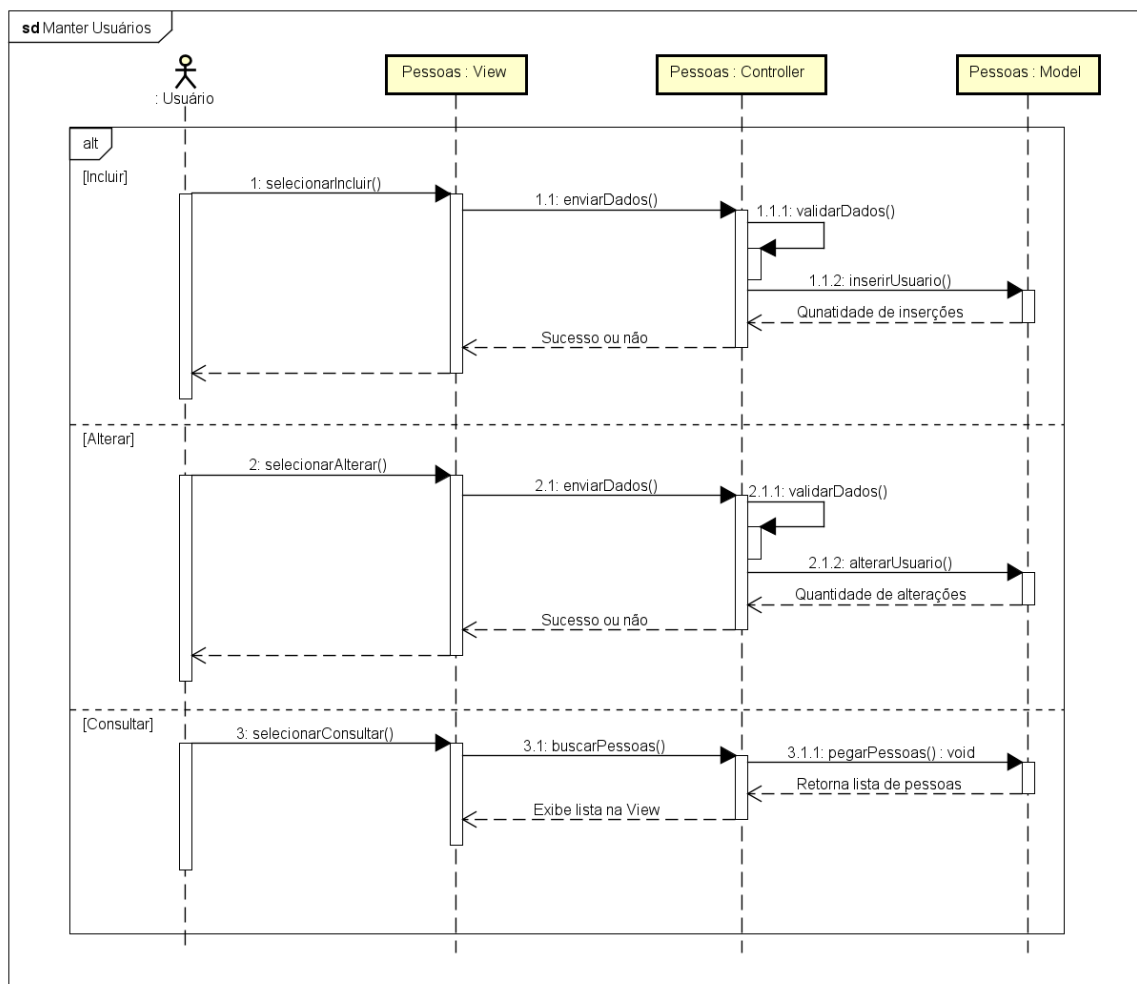 sd Manter Usuários
: Usuário
Pessoas : View
Pessoas : Controller
Pessoas : Model
alt
[Incluir]
1: selecionarIncluir()
1.1: enviarDados()
1.1.1: validarDados()
1.1.2: inserirUsuario()
Qunatidade de inserções
Sucesso ou não
[Alterar]
2: selecionarAlterar()
2.1: enviarDados()
2.1.1: validarDados()
2.1.2: alterarUsuario()
Quantidade de alterações
Sucesso ou não
[Consultar]
3: selecionarConsultar()
3.1: buscarPessoas()
3.1.1: pegarPessoas() : void
Retorna lista de pessoas
Exibe lista na View